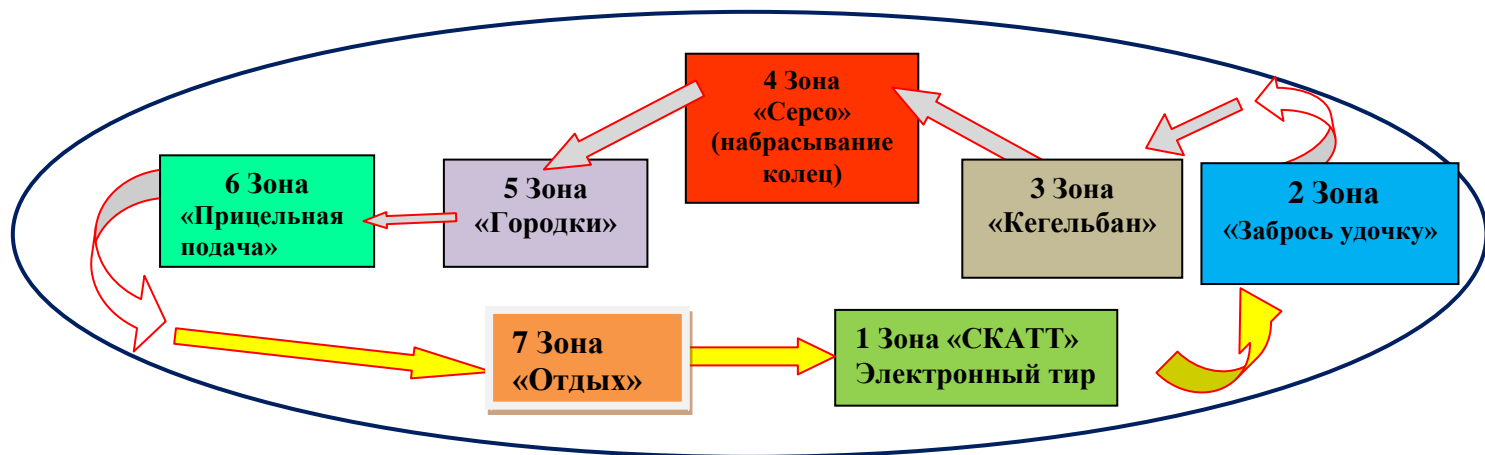 4 Зона
«Серсо»
(набрасывание
колец)
6 Зона
«Прицельная
подача»
5 Зона
«Городки»
3 Зона
«Кегельбан»
2 Зона
«Забрось удочку»
7 Зона
«Отдых»
1 Зона «СКАТТ»
Электронный тир